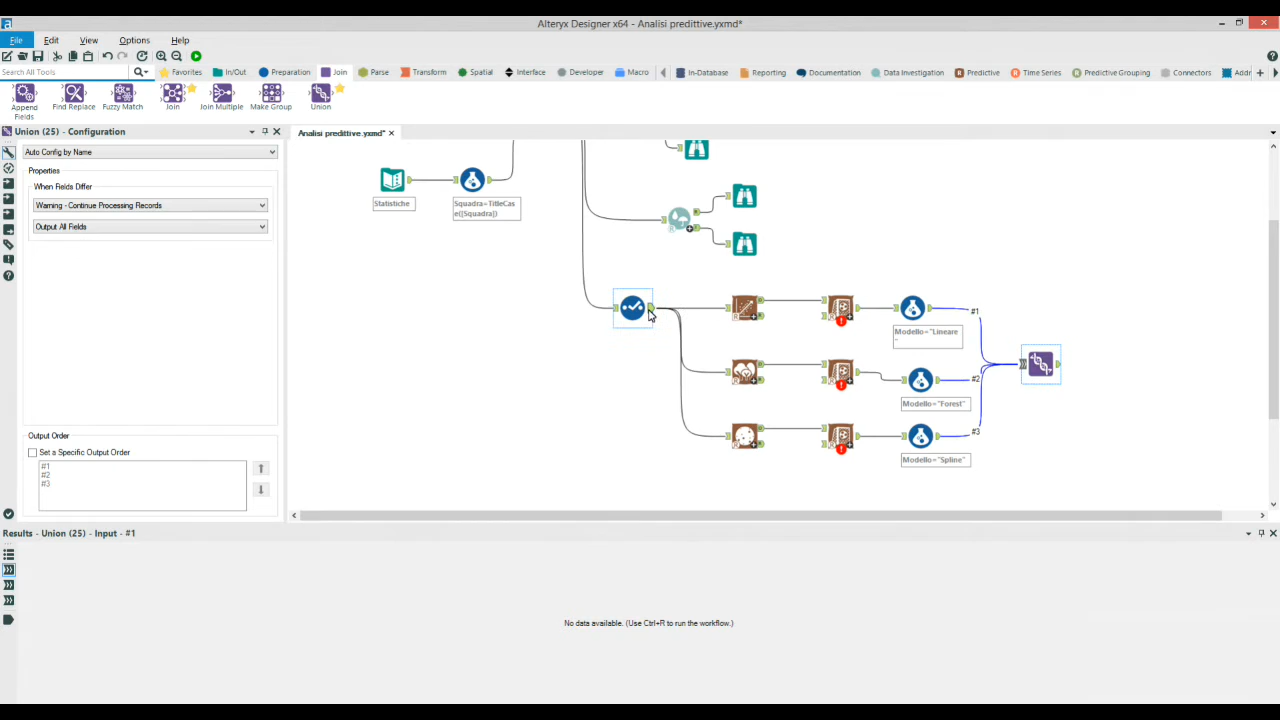 Alteryx Designer x64 - Analisi predittive.yxmd*
File Edit View Options Help
Search All Tools
Favorites In/Out Preparation Join Parse Transform Spatial Interface Developer Macro In-Database Reporting Documentation Data Investigation Predictive Time Series Predictive Grouping Connectors Addr
Append Fields
Find Replace
Fuzzy Match
Join
Join Multiple
Make Group
Union
Union (25) - Configuration
Analisi predittive.yxmd*
Auto Config by Name
Properties
When Fields Differ
Warning - Continue Processing Records
Output All Fields
Statistiche
Squadra=TitleCa
se([Squadra])
#1
Modello="Lineare
"
#2
Modello="Forest"
#3
Modello="Spline"
Output Order
Set a Specific Output Order
#1
#2
#3
Results - Union (25) - Input - #1
No data available. (Use Ctrl+R to run the workflow.)